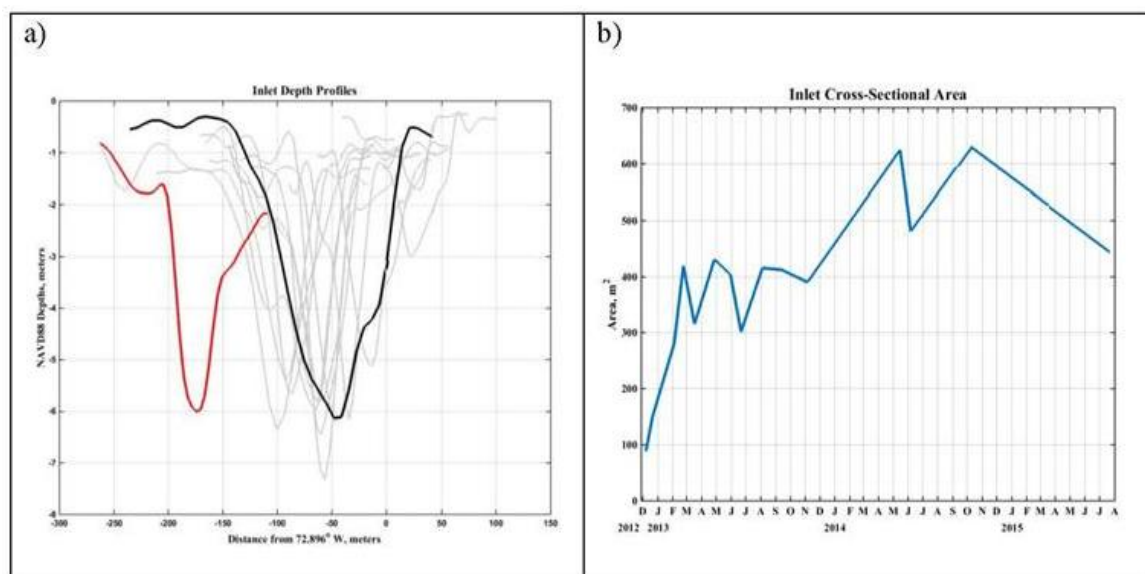 a)
Inlet Depth Profiles
0
-1
-2
-3
-4
-5
-6
-7
-8
NAVD88 Depths, meters
-300 -250 -200 -150 -100 -50 0 50 100 150
Distance from 72.896° W, meters
b)
Inlet Cross-Sectional Area
700
600
500
400
300
200
100
0
Area, m²
D J F M A M J J A S O N D J F M A M J J A S O N D J F M A M J J A
2012 2013 2014 2015